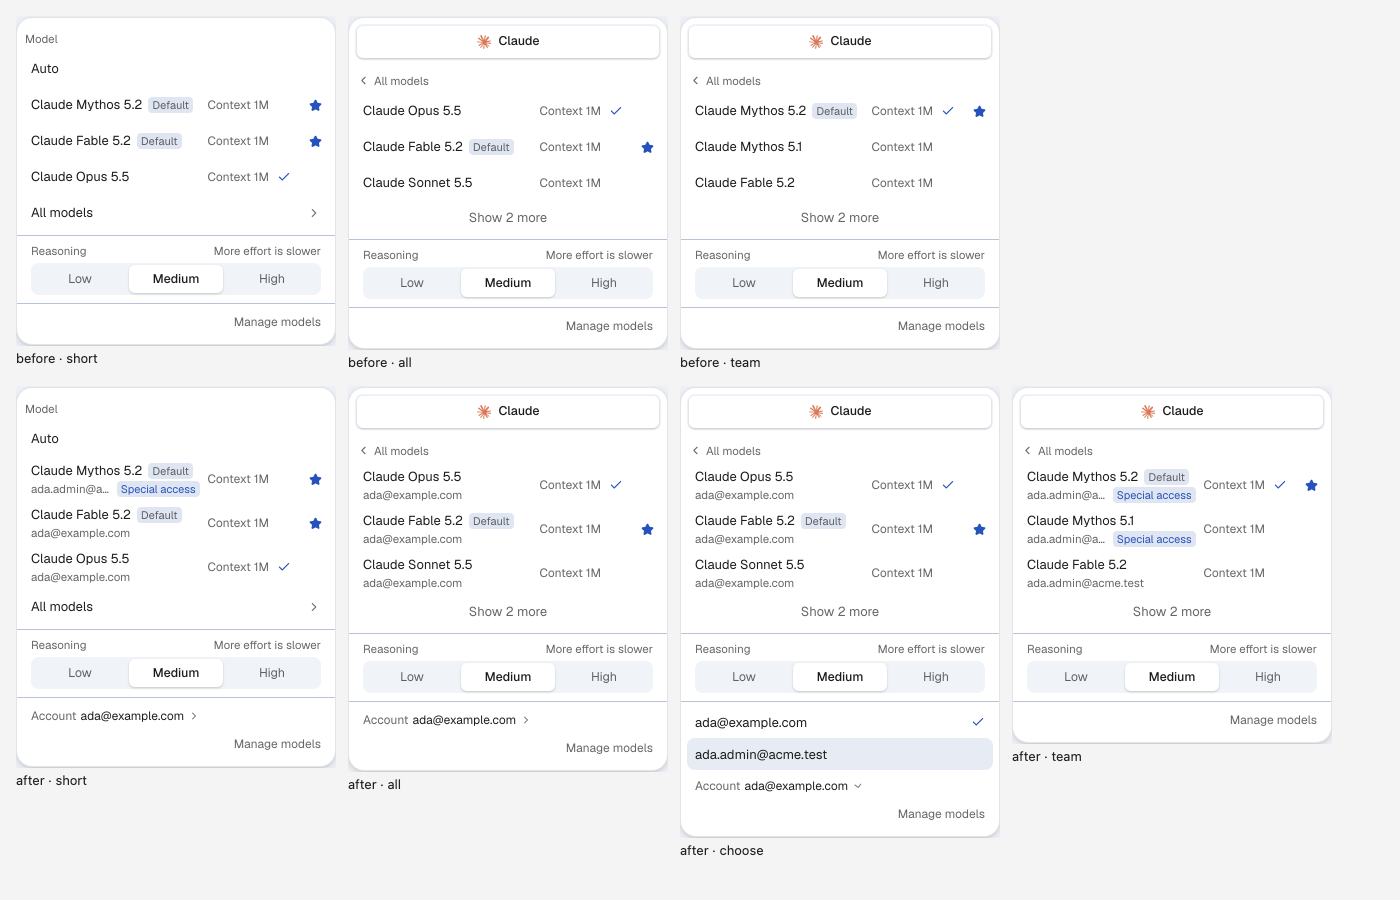 Model
Auto
Claude Mythos 5.2 Default Context 1M
Claude Fable 5.2 Default Context 1M
Claude Opus 5.5 Context 1M
All models
Reasoning More effort is slower
Low Medium High
Manage models
before · short
Claude
All models
Claude Opus 5.5 Context 1M
Claude Fable 5.2 Default Context 1M
Claude Sonnet 5.5 Context 1M
Show 2 more
Reasoning More effort is slower
Low Medium High
Manage models
before · all
Claude
All models
Claude Mythos 5.2 Default Context 1M
Claude Mythos 5.1 Context 1M
Claude Fable 5.2 Context 1M
Show 2 more
Reasoning More effort is slower
Low Medium High
Manage models
before · team
Model
Auto
Claude Mythos 5.2 Default
ada.admin@a... Special access Context 1M
Claude Fable 5.2 Default
ada@example.com Context 1M
Claude Opus 5.5
ada@example.com Context 1M
All models
Reasoning More effort is slower
Low Medium High
Account ada@example.com
Manage models
after · short
Claude
All models
Claude Opus 5.5
ada@example.com Context 1M
Claude Fable 5.2 Default
ada@example.com Context 1M
Claude Sonnet 5.5
ada@example.com Context 1M
Show 2 more
Reasoning More effort is slower
Low Medium High
Account ada@example.com
Manage models
after · all
Claude
All models
Claude Opus 5.5
ada@example.com Context 1M
Claude Fable 5.2 Default
ada@example.com Context 1M
Claude Sonnet 5.5
ada@example.com Context 1M
Show 2 more
Reasoning More effort is slower
Low Medium High
ada@example.com
ada.admin@acme.test
Account ada@example.com
Manage models
after · choose
Claude
All models
Claude Mythos 5.2 Default
ada.admin@a... Special access Context 1M
Claude Mythos 5.1
ada.admin@a... Special access Context 1M
Claude Fable 5.2
ada.admin@acme.test Context 1M
Show 2 more
Reasoning More effort is slower
Low Medium High
Manage models
after · team